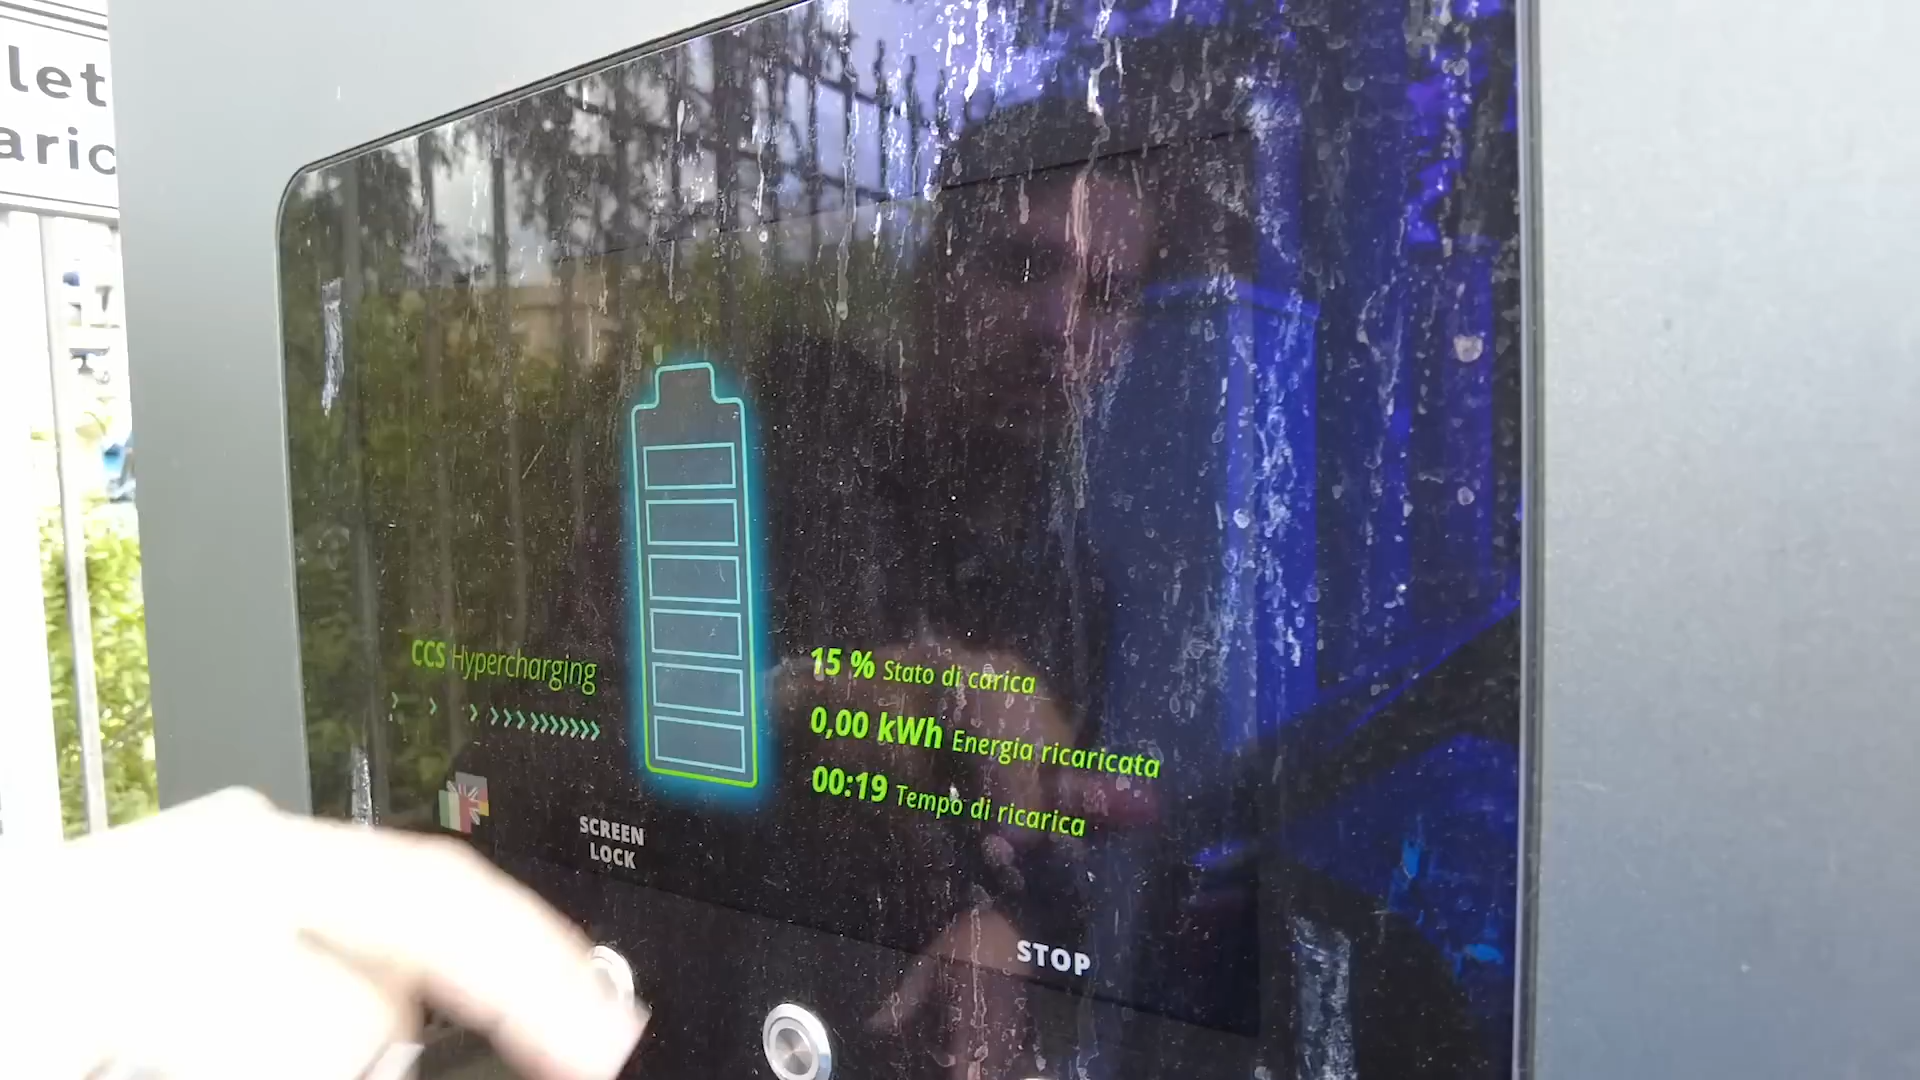 let
aric
CCS Hypercharging
15 % Stato di carica
0,00 kWh Energia ricaricata
00:19 Tempo di ricarica
SCREEN
LOCK
STOP